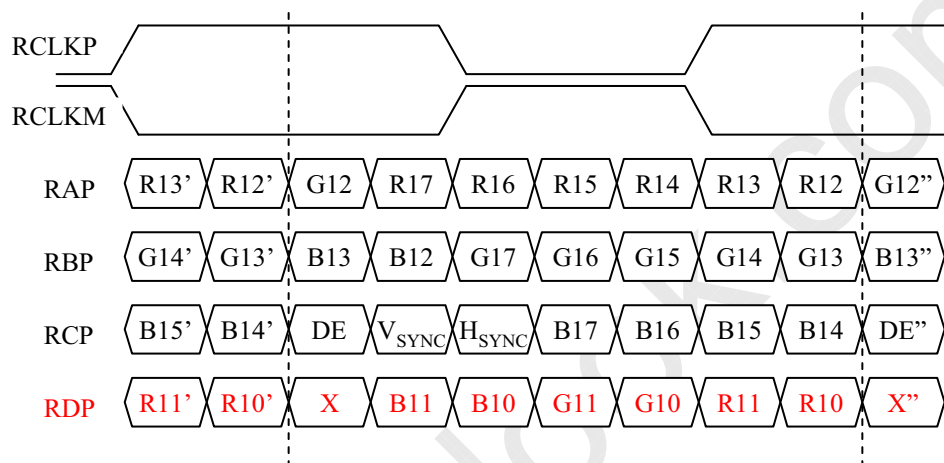 RCLKP
RCLKM
RAP R13’ R12’ G12 R17 R16 R15 R14 R13 R12 G12”
RBP G14’ G13’ B13 B12 G17 G16 G15 G14 G13 B13”
RCP B15’ B14’ DE VSYNC HSYNC B17 B16 B15 B14 DE”
RDP R11’ R10’ X B11 B10 G11 G10 R11 R10 X”